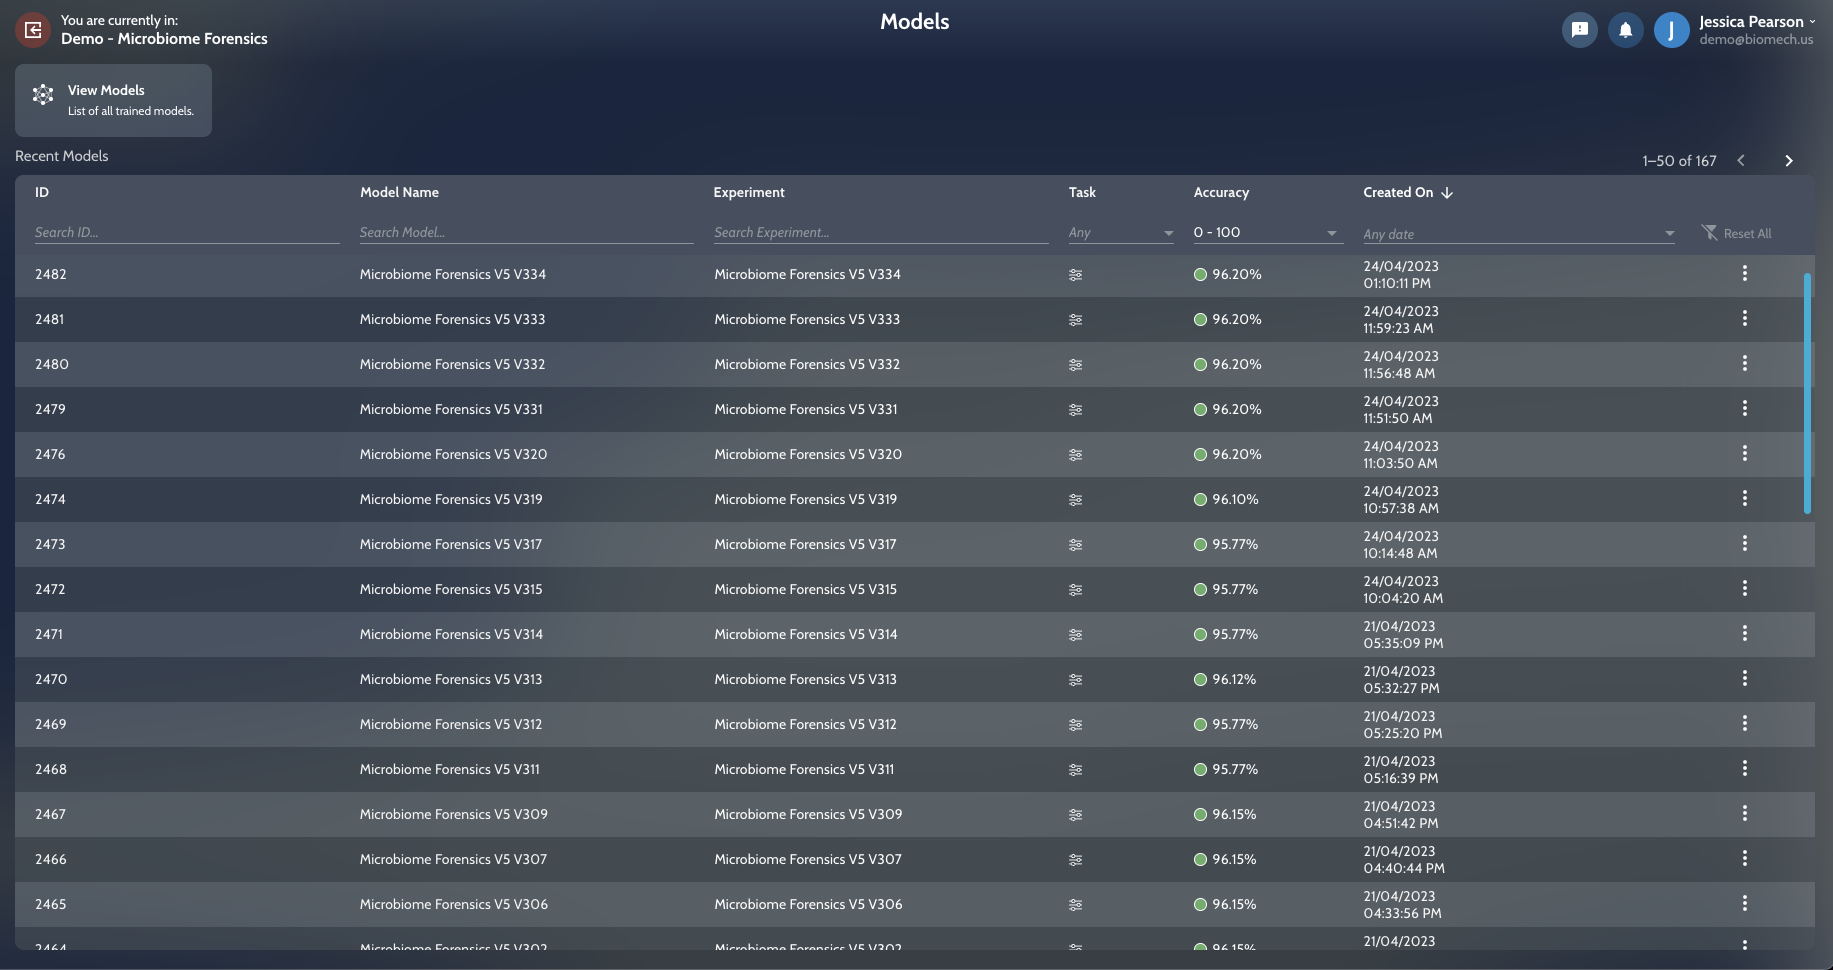 You are currently in:
Demo - Microbiome Forensics
Models
J
Jessica Pearson
demo@biomech.us
View Models
List of all trained models.
Recent Models
1–50 of 167
ID Model Name Experiment Task Accuracy Created On
Search ID... Search Model... Search Experiment... Any 0 - 100 Any date Reset All
2482 Microbiome Forensics V5 V334 Microbiome Forensics V5 V334 96.20% 24/04/2023
01:10:11 PM
2481 Microbiome Forensics V5 V333 Microbiome Forensics V5 V333 96.20% 24/04/2023
11:59:23 AM
2480 Microbiome Forensics V5 V332 Microbiome Forensics V5 V332 96.20% 24/04/2023
11:56:48 AM
2479 Microbiome Forensics V5 V331 Microbiome Forensics V5 V331 96.20% 24/04/2023
11:51:50 AM
2476 Microbiome Forensics V5 V320 Microbiome Forensics V5 V320 96.20% 24/04/2023
11:03:50 AM
2474 Microbiome Forensics V5 V319 Microbiome Forensics V5 V319 96.10% 24/04/2023
10:57:38 AM
2473 Microbiome Forensics V5 V317 Microbiome Forensics V5 V317 95.77% 24/04/2023
10:14:48 AM
2472 Microbiome Forensics V5 V315 Microbiome Forensics V5 V315 95.77% 24/04/2023
10:04:20 AM
2471 Microbiome Forensics V5 V314 Microbiome Forensics V5 V314 95.77% 21/04/2023
05:35:09 PM
2470 Microbiome Forensics V5 V313 Microbiome Forensics V5 V313 96.12% 21/04/2023
05:32:27 PM
2469 Microbiome Forensics V5 V312 Microbiome Forensics V5 V312 95.77% 21/04/2023
05:25:20 PM
2468 Microbiome Forensics V5 V311 Microbiome Forensics V5 V311 95.77% 21/04/2023
05:16:39 PM
2467 Microbiome Forensics V5 V309 Microbiome Forensics V5 V309 96.15% 21/04/2023
04:51:42 PM
2466 Microbiome Forensics V5 V307 Microbiome Forensics V5 V307 96.15% 21/04/2023
04:40:44 PM
2465 Microbiome Forensics V5 V306 Microbiome Forensics V5 V306 96.15% 21/04/2023
04:33:56 PM
2464 Microbiome Forensics V5 V302 Microbiome Forensics V5 V302 96.15% 21/04/2023